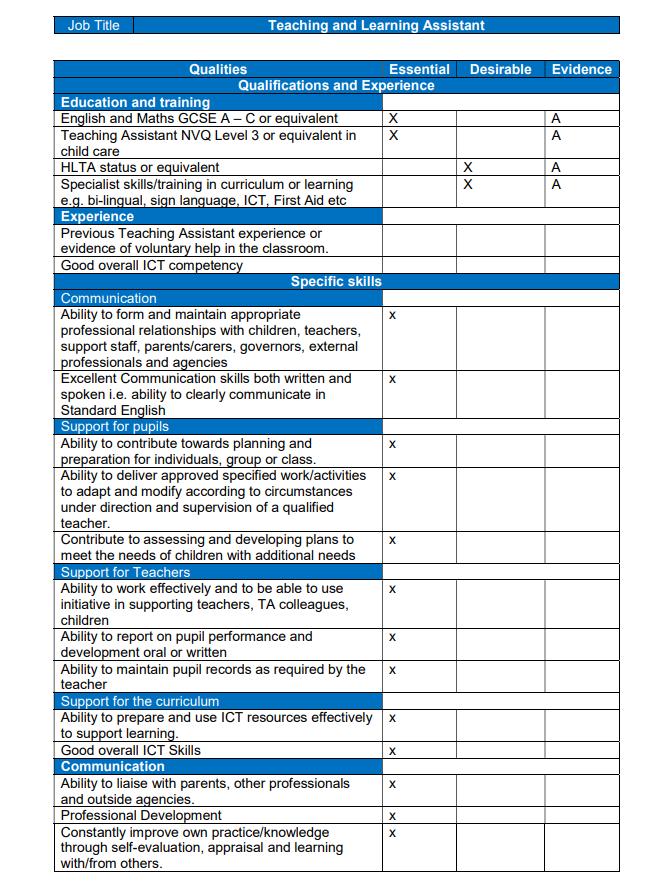 Job Title Teaching and Learning Assistant
Qualities Essential Desirable Evidence
Qualifications and Experience
Education and training
English and Maths GCSE A – C or equivalent X A
Teaching Assistant NVQ Level 3 or equivalent in X A
child care
HLTA status or equivalent X A
Specialist skills/training in curriculum or learning X A
e.g. bi-lingual, sign language, ICT, First Aid etc
Experience
Previous Teaching Assistant experience or
evidence of voluntary help in the classroom.
Good overall ICT competency
Specific skills
Communication
Ability to form and maintain appropriate x
professional relationships with children, teachers,
support staff, parents/carers, governors, external
professionals and agencies
Excellent Communication skills both written and x
spoken i.e. ability to clearly communicate in
Standard English
Support for pupils
Ability to contribute towards planning and x
preparation for individuals, group or class.
Ability to deliver approved specified work/activities x
to adapt and modify according to circumstances
under direction and supervision of a qualified
teacher.
Contribute to assessing and developing plans to x
meet the needs of children with additional needs
Support for Teachers
Ability to work effectively and to be able to use x
initiative in supporting teachers, TA colleagues,
children
Ability to report on pupil performance and x
development oral or written
Ability to maintain pupil records as required by the x
teacher
Support for the curriculum
Ability to prepare and use ICT resources effectively x
to support learning.
Good overall ICT Skills x
Communication
Ability to liaise with parents, other professionals x
and outside agencies.
Professional Development x
Constantly improve own practice/knowledge x
through self-evaluation, appraisal and learning
with/from others.